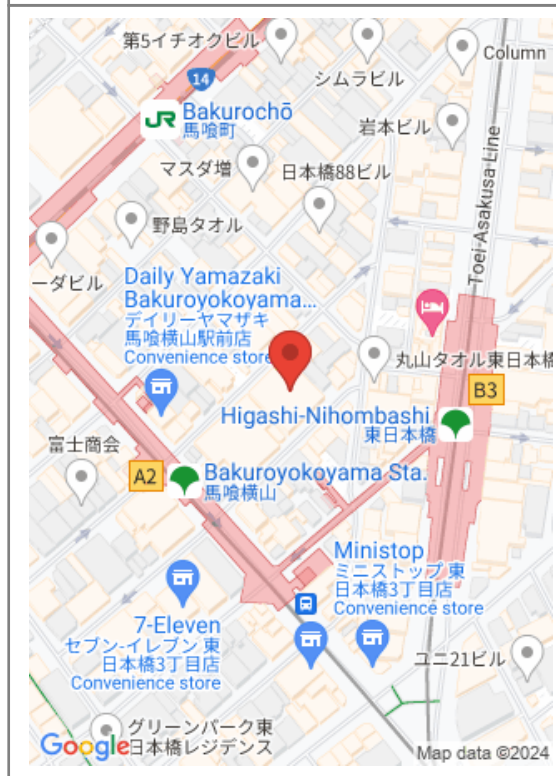 第5イチオクビル
Column
シムラビル
14
JR
Bakurochō
馬喰町
岩本ビル
マスダ増
日本橋88ビル
Toei Asakusa Line
野島タオル
ーダビル
Daily Yamazaki
Bakuroyokoyama...
デイリーヤマザキ
馬喰横山駅前店
Convenience store
丸山タオル東日本橋
B3
Higashi-Nihombashi
東日本橋
富士商会
A2
Bakuroyokoyama Sta.
馬喰横山
Ministop
ミニストップ 東
日本橋3丁目店
Convenience store
7-Eleven
セブン-イレブン 東
日本橋3丁目店
Convenience store
ユニ21ビル
グリーンパーク東
日本橋レジデンス
Google
Map data ©2024